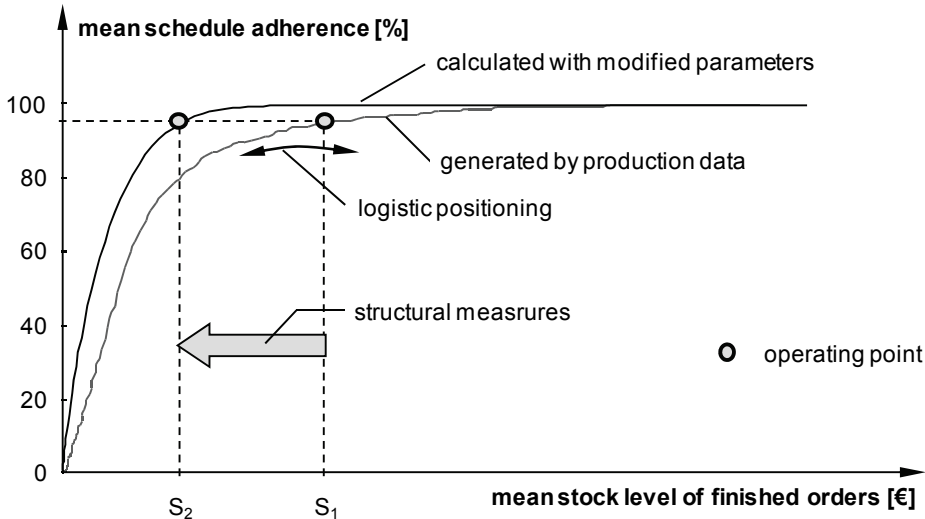 mean schedule adherence [%]
calculated with modified parameters
100
generated by production data
80
logistic positioning
60
40
structural measrures
operating point
20
0
S2
S1
mean stock level of finished orders [€]